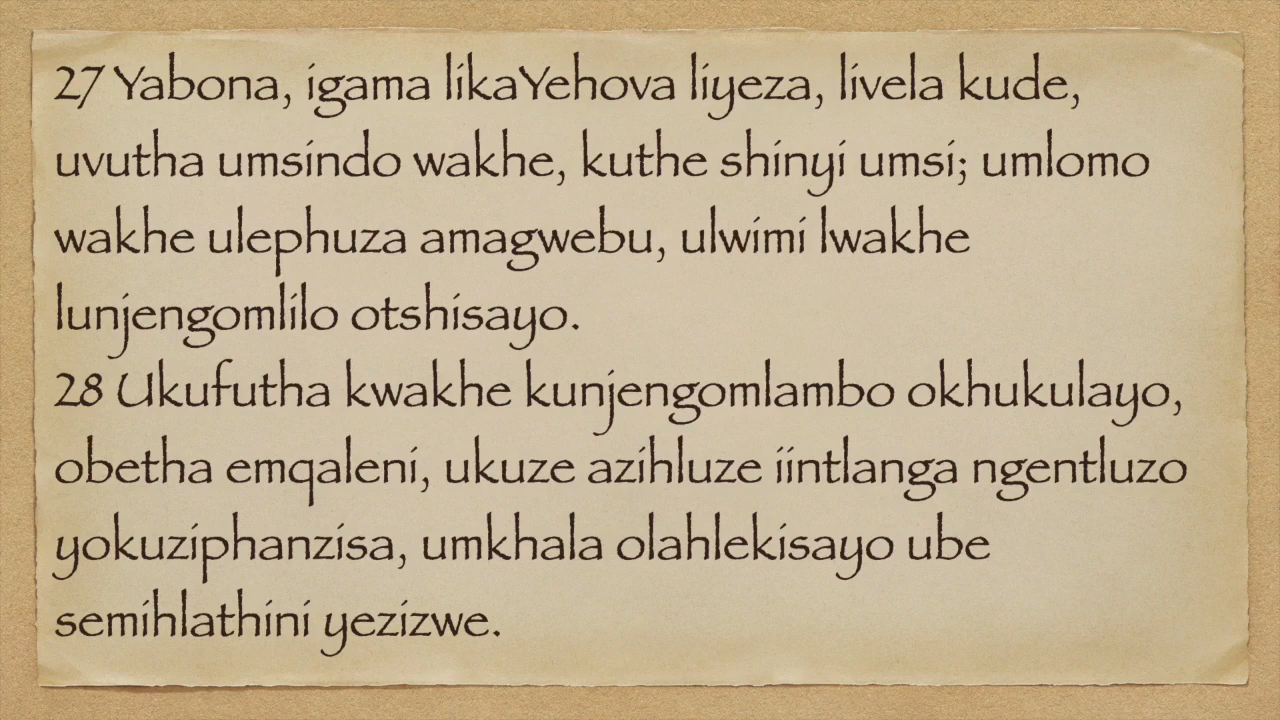 27 Yabona, igama likaYehova liyeza, livela kude,
uvutha umsindo wakhe, kuthe shinyi umsi; umlomo
wakhe ulephuza amagwebu, ulwimi lwakhe
lunjengomlilo otshisayo.
28 Ukufutha kwakhe kunjengomlambo okhukulayo,
obetha emqaleni, ukuze azihluze iintlanga ngentluzo
yokuziphanzisa, umkhala olahlekisayo ube
semihlathini yezizwe.